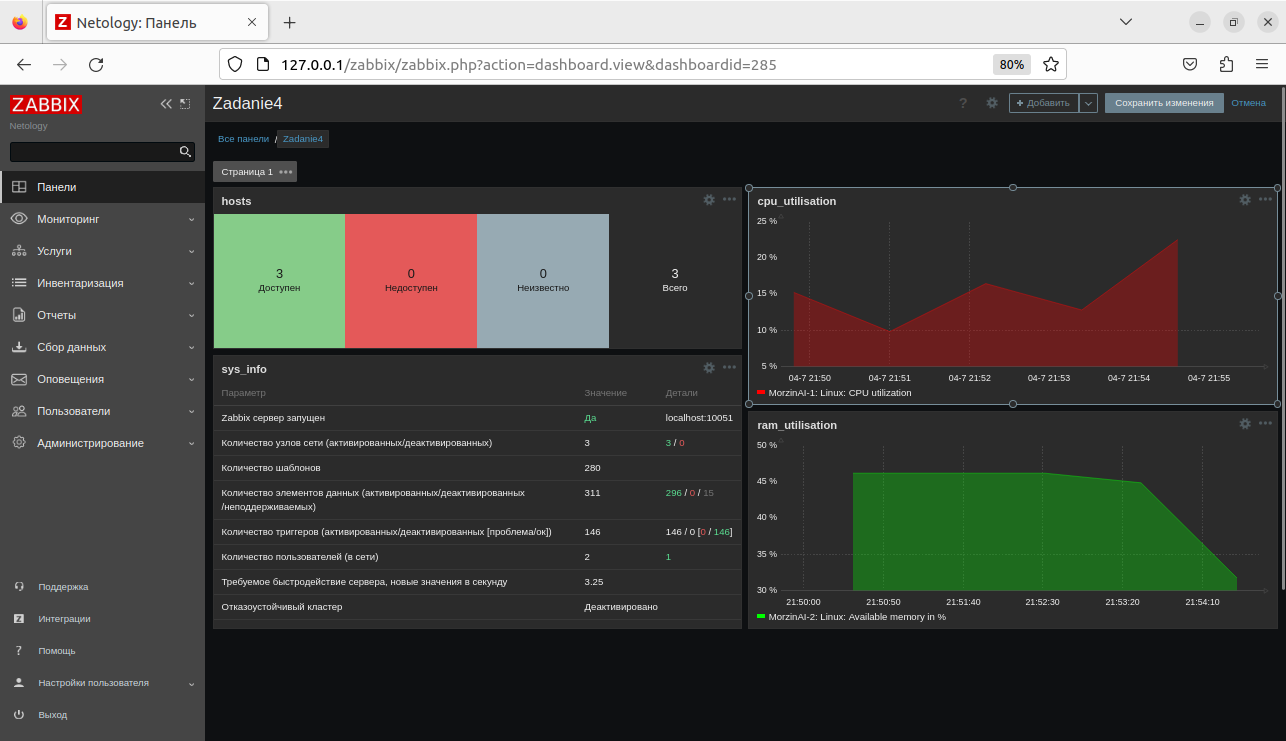 Netology: Панель
127.0.0.1/zabbix/zabbix.php?action=dashboard.view&dashboardid=285
80%
ZABBIX
Netology
Панели
Мониторинг
Услуги
Инвентаризация
Отчеты
Сбор данных
Оповещения
Пользователи
Администрирование
Поддержка
Интеграции
Помощь
Настройки пользователя
Выход
Zadanie4
? + Добавить Сохранить изменения Отмена
Все панели / Zadanie4
Страница 1
hosts
3 Доступен
0 Недоступен
0 Неизвестно
3 Всего
sys_info
Параметр Значение Детали
Zabbix сервер запущен Да localhost:10051
Количество узлов сети (активированных/деактивированных) 3 3 / 0
Количество шаблонов 280
Количество элементов данных (активированных/деактивированных
/неподдерживаемых) 311 296 / 0 / 15
Количество триггеров (активированных/деактивированных [проблема/ок]) 146 146 / 0 [0 / 146]
Количество пользователей (в сети) 2 1
Требуемое быстродействие сервера, новые значения в секунду 3.25
Отказоустойчивый кластер Деактивировано
cpu_utilisation
25 %
20 %
15 %
10 %
5 %
04-7 21:50 04-7 21:51 04-7 21:52 04-7 21:53 04-7 21:54 04-7 21:55
MorzinAI-1: Linux: CPU utilization
ram_utilisation
50 %
45 %
40 %
35 %
30 %
21:50:00 21:50:50 21:51:40 21:52:30 21:53:20 21:54:10
MorzinAI-2: Linux: Available memory in %